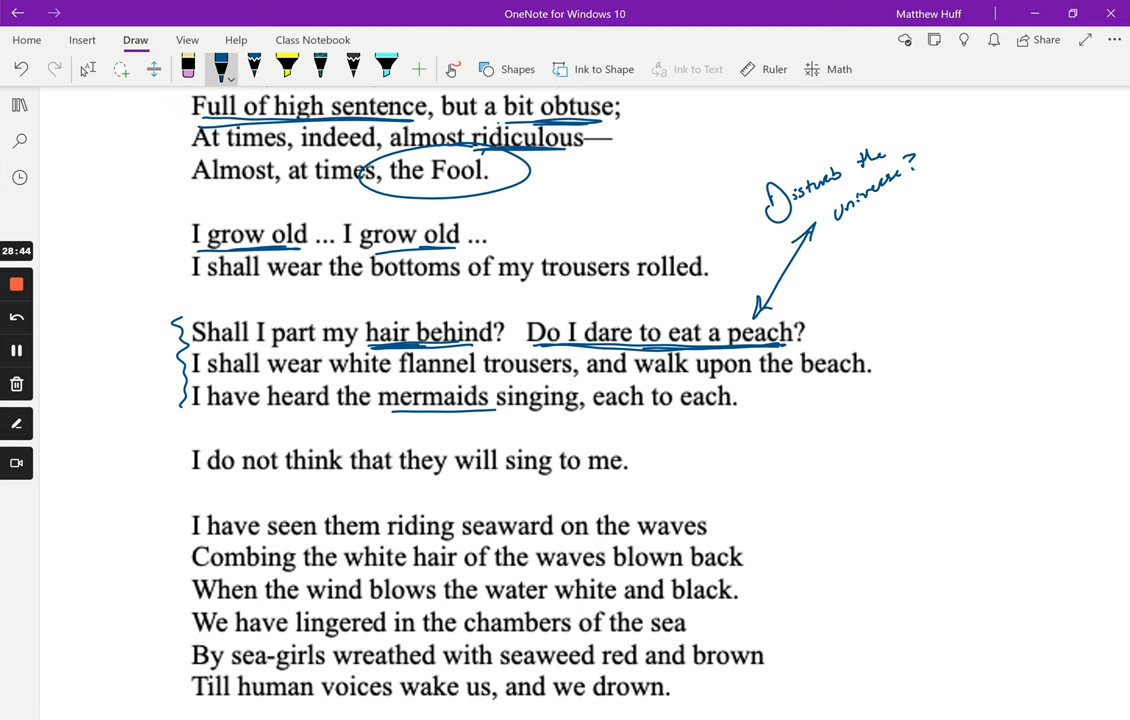 OneNote for Windows 10
Matthew Huff
Home Insert Draw View Help Class Notebook
Share
Shapes Ink to Shape Ink to Text Ruler Math
Full of high sentence, but a bit obtuse;
At times, indeed, almost ridiculous—
Almost, at times, the Fool.
Disturb the
universe?
I grow old ... I grow old ...
I shall wear the bottoms of my trousers rolled.
28:44
Shall I part my hair behind? Do I dare to eat a peach?
I shall wear white flannel trousers, and walk upon the beach.
I have heard the mermaids singing, each to each.
I do not think that they will sing to me.
I have seen them riding seaward on the waves
Combing the white hair of the waves blown back
When the wind blows the water white and black.
We have lingered in the chambers of the sea
By sea-girls wreathed with seaweed red and brown
Till human voices wake us, and we drown.